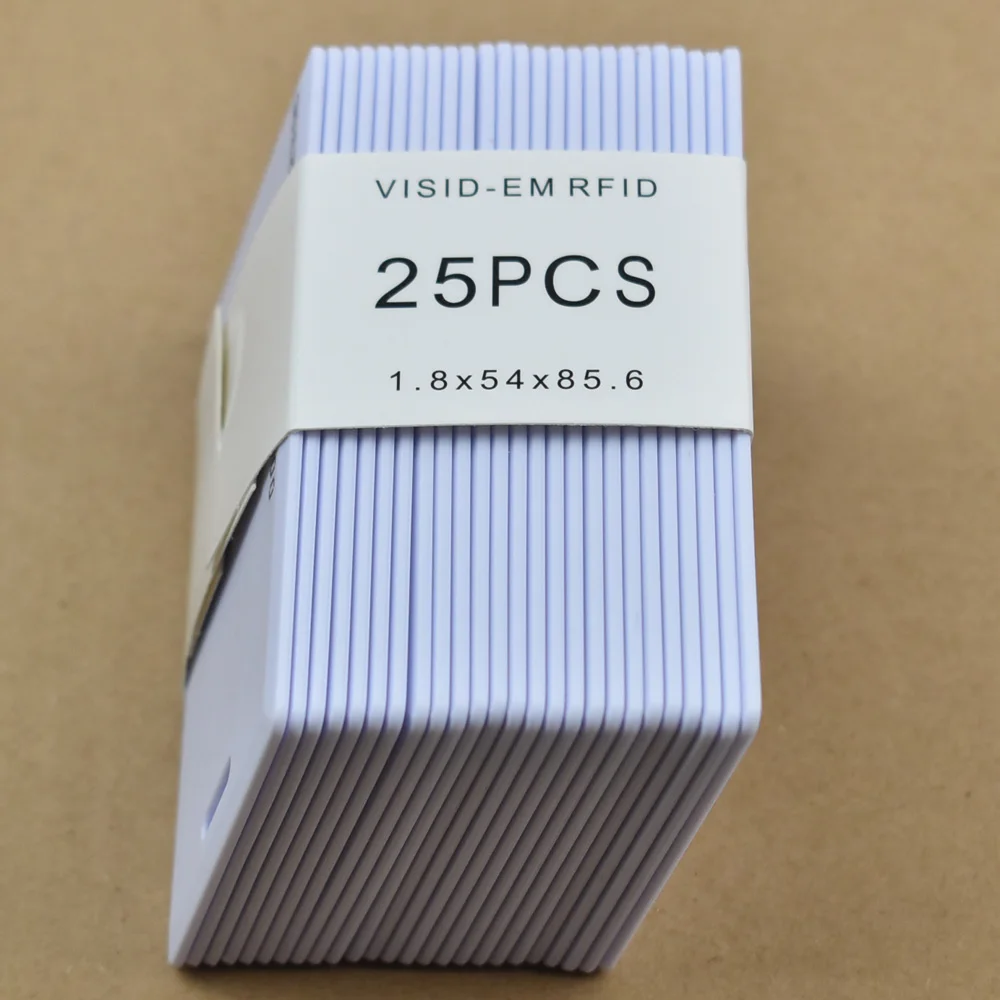 VISID-EM RFID
25PCS
1.8x54x85.6